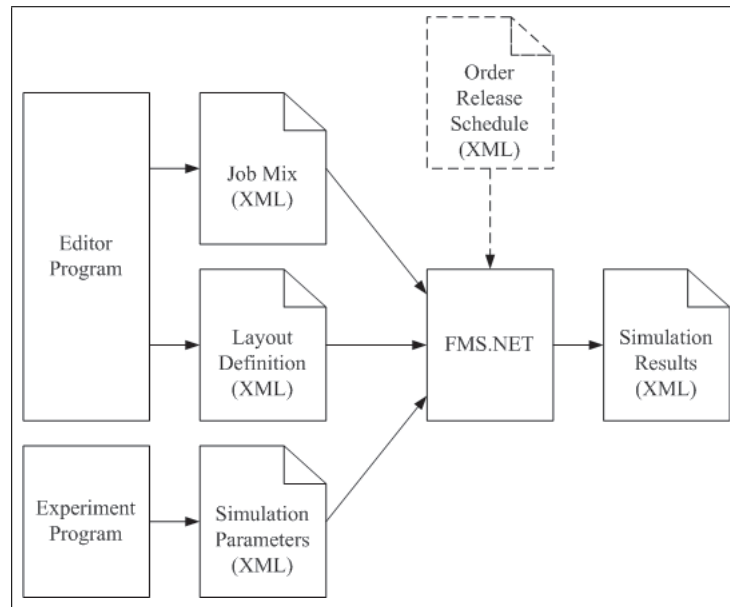 Order
Release
Schedule
(XML)
Job Mix
(XML)
Editor
Program
Layout
Definition
(XML)
FMS.NET
Simulation
Results
(XML)
Experiment
Program
Simulation
Parameters
(XML)